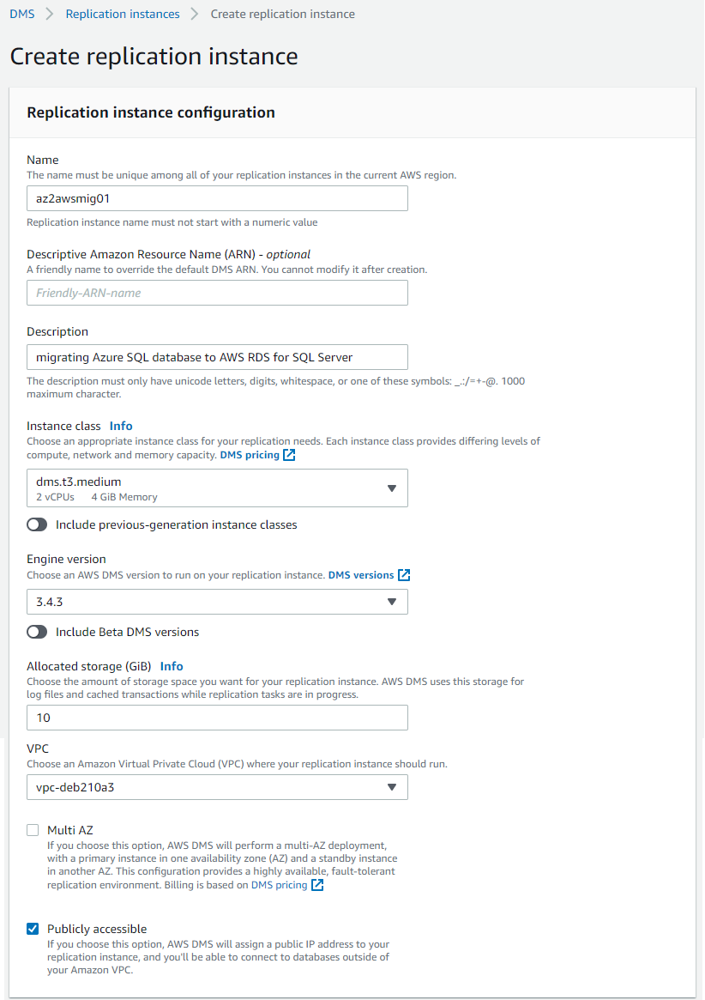 DMS > Replication instances > Create replication instance
Create replication instance
Replication instance configuration
Name
The name must be unique among all of your replication instances in the current AWS region.
az2awsmig01
Replication instance name must not start with a numeric value
Descriptive Amazon Resource Name (ARN) - optional
A friendly name to override the default DMS ARN. You cannot modify it after creation.
Friendly-ARN-name
Description
migrating Azure SQL database to AWS RDS for SQL Server
The description must only have unicode letters, digits, whitespace, or one of these symbols: _.:/=+-@. 1000
maximum character.
Instance class Info
Choose an appropriate instance class for your replication needs. Each instance class provides differing levels of
compute, network and memory capacity. DMS pricing
dms.t3.medium
2 vCPUs 4 GiB Memory
Include previous-generation instance classes
Engine version
Choose an AWS DMS version to run on your replication instance. DMS versions
3.4.3
Include Beta DMS versions
Allocated storage (GiB) Info
Choose the amount of storage space you want for your replication instance. AWS DMS uses this storage for
log files and cached transactions while replication tasks are in progress.
10
VPC
Choose an Amazon Virtual Private Cloud (VPC) where your replication instance should run.
vpc-deb210a3
Multi AZ
If you choose this option, AWS DMS will perform a multi-AZ deployment,
with a primary instance in one availability zone (AZ) and a standby instance
in another AZ. This configuration provides a highly available, fault-tolerant
replication environment. Billing is based on DMS pricing
Publicly accessible
If you choose this option, AWS DMS will assign a public IP address to your
replication instance, and you'll be able to connect to databases outside of
your Amazon VPC.